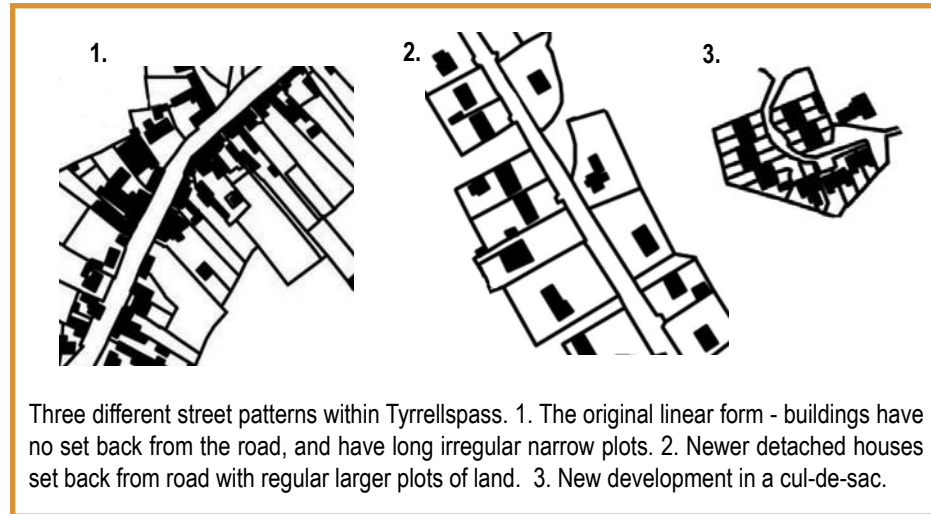 1.
2.
3.
Three different street patterns within Tyrrellspass. 1. The original linear form - buildings have
no set back from the road, and have long irregular narrow plots. 2. Newer detached houses
set back from road with regular larger plots of land.  3. New development in a cul-de-sac.